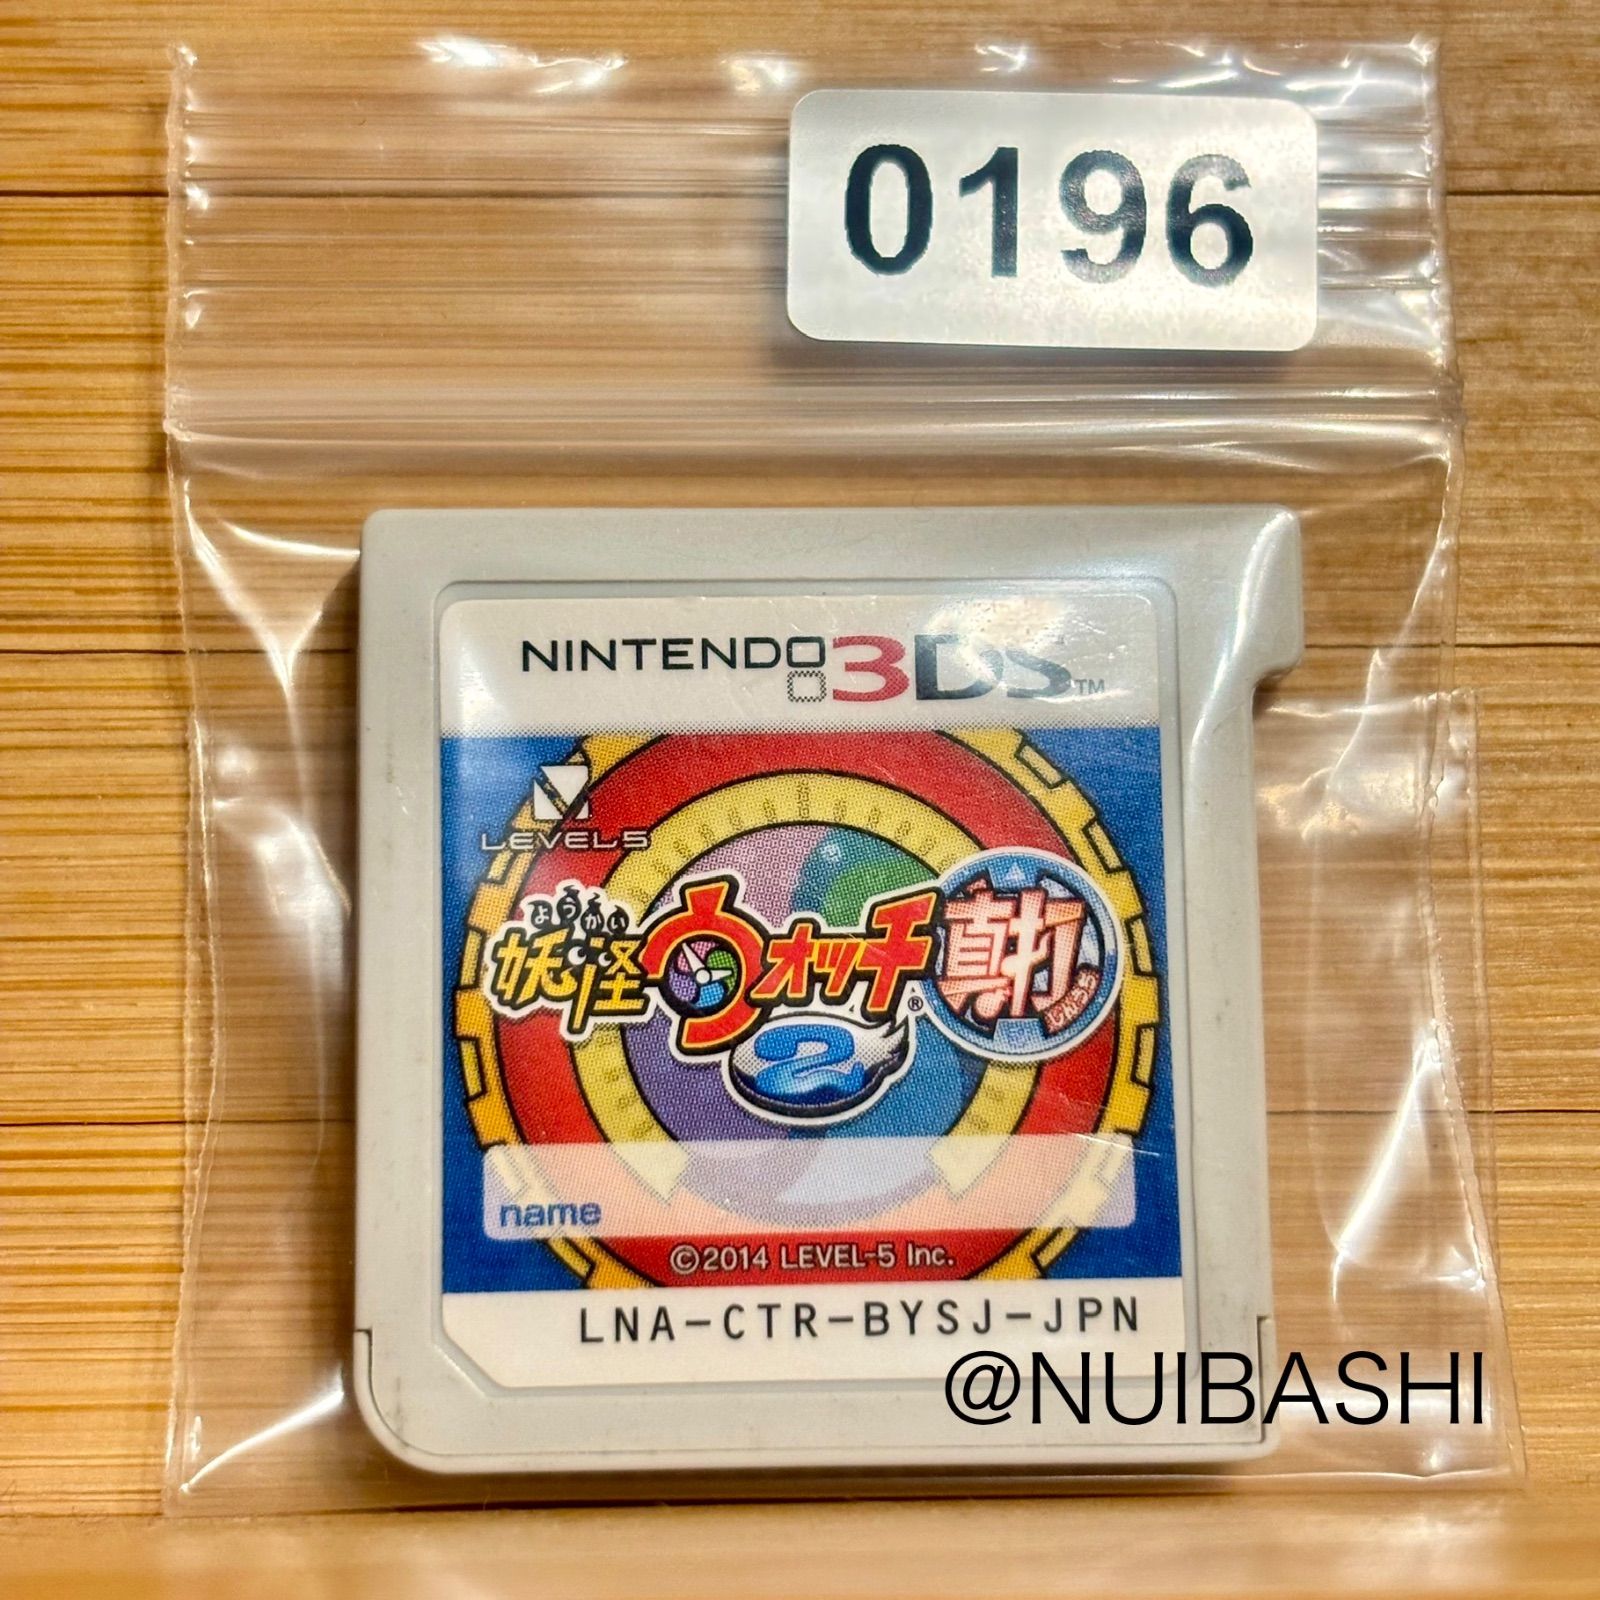 0196
NINTENDO 3DS™
LEVEL5
ようかい
妖怪ウォッチ®
2
真打
しんうち
name
©2014 LEVEL-5 Inc.
LNA-CTR-BYSJ-JPN
@NUIBASHI